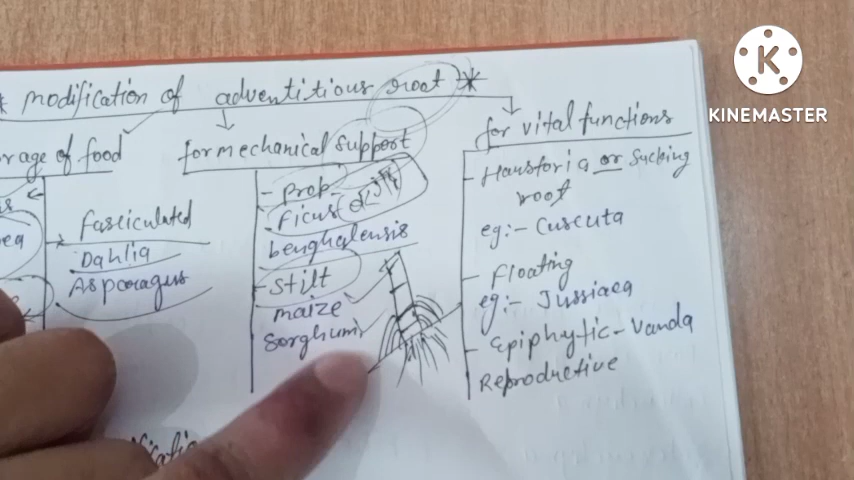 * modification of adventitious root *
rage of food
Fasciculated
Dahlia
Asparagus
for mechanical support
- Prop
Ficus
benghalensis
- Stilt
maize
Sorghum
for vital functions
- Haustoria or Sucking
root
eg:- Cuscuta
- Floating
eg:- Jussiaea
- Epiphytic - Vanda
Reproductive
KINEMASTER